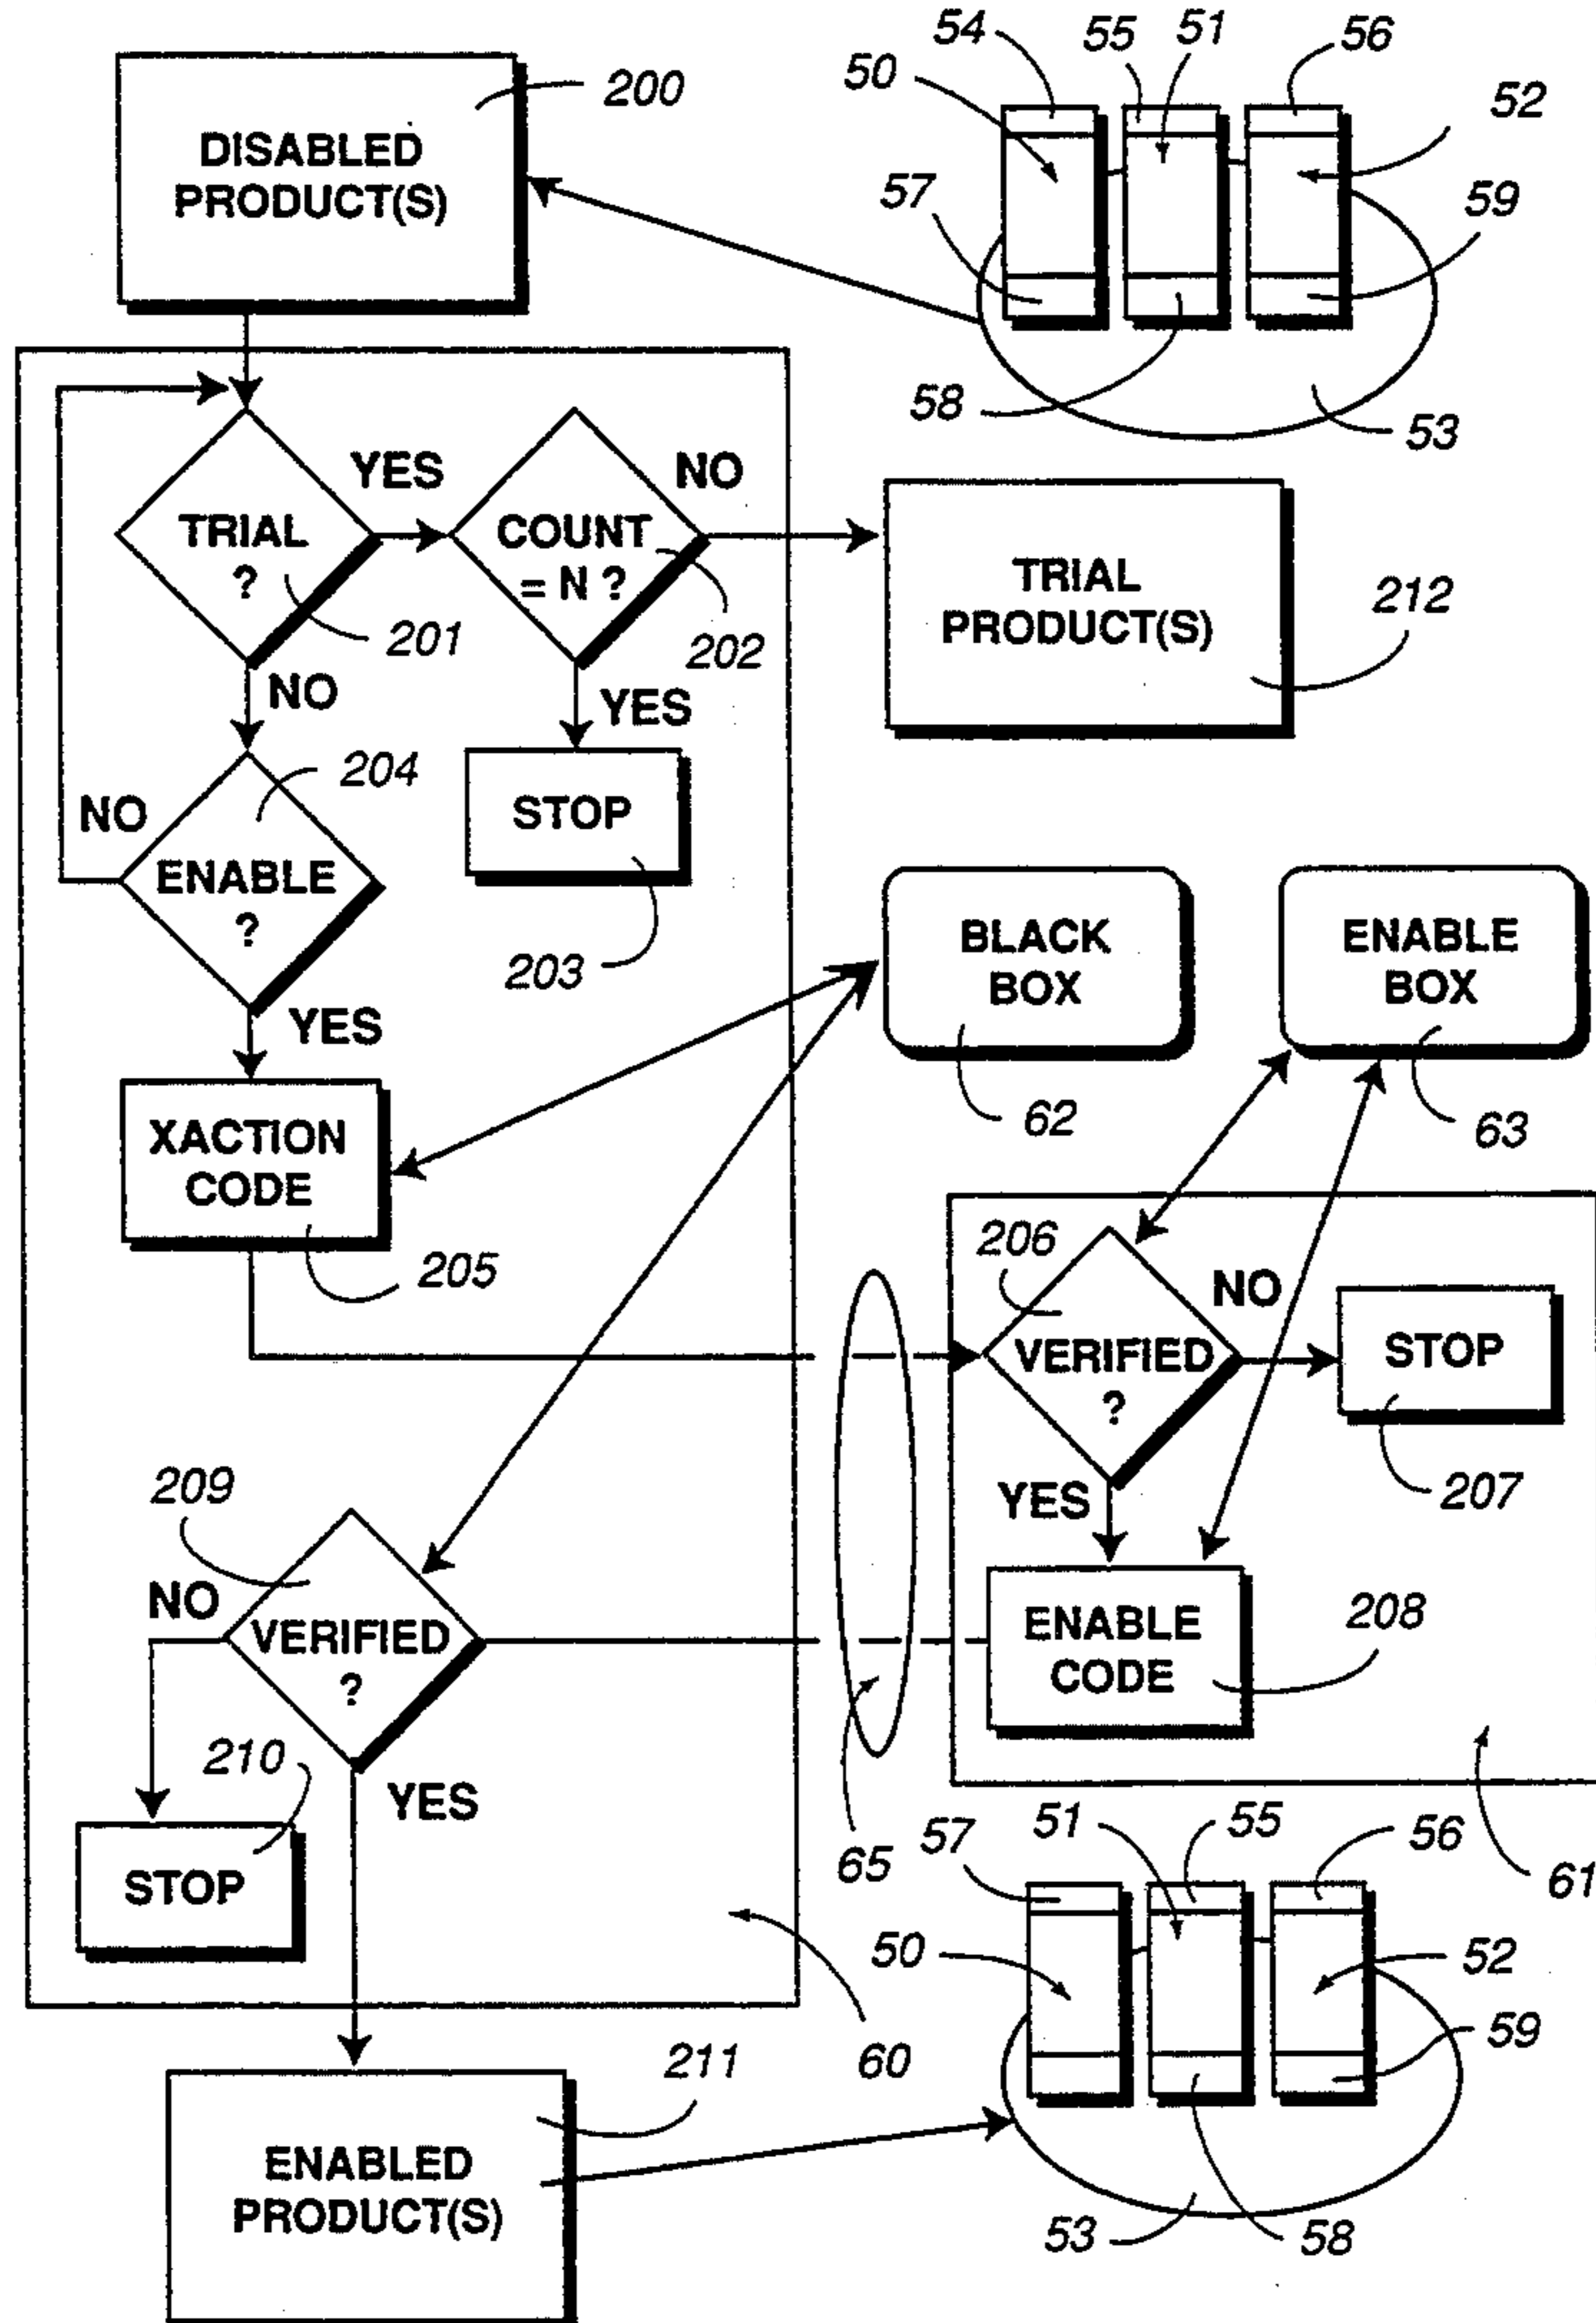 54
55
51
56
50
52
200
DISABLED
PRODUCT(S)
57
59
58
53
YES
NO
TRIAL
?
COUNT
= N ?
TRIAL
PRODUCT(S)
212
201
202
NO
YES
204
NO
STOP
ENABLE
?
203
BLACK
BOX
ENABLE
BOX
YES
62
63
XACTION
CODE
205
206
NO
VERIFIED
?
STOP
209
YES
207
NO
VERIFIED
?
ENABLE
CODE
208
210
YES
STOP
65
57
51
55
56
61
50
52
60
59
211
ENABLED
PRODUCT(S)
53
58